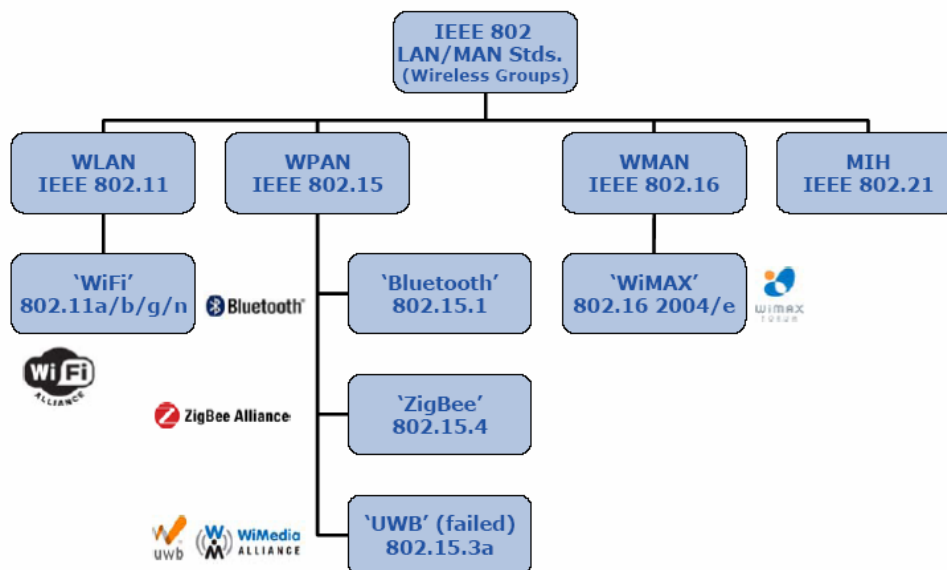 IEEE 802
LAN/MAN Stds.
(Wireless Groups)
WLAN
IEEE 802.11
WPAN
IEEE 802.15
WMAN
IEEE 802.16
MIH
IEEE 802.21
‘WiFi’
802.11a/b/g/n
Bluetooth
‘Bluetooth’
802.15.1
‘WiMAX’
802.16 2004/e
WiMAX
FORUM
Wi Fi
ALLIANCE
ZigBee Alliance
‘ZigBee’
802.15.4
uwb
WiMedia
ALLIANCE
‘UWB’ (failed)
802.15.3a